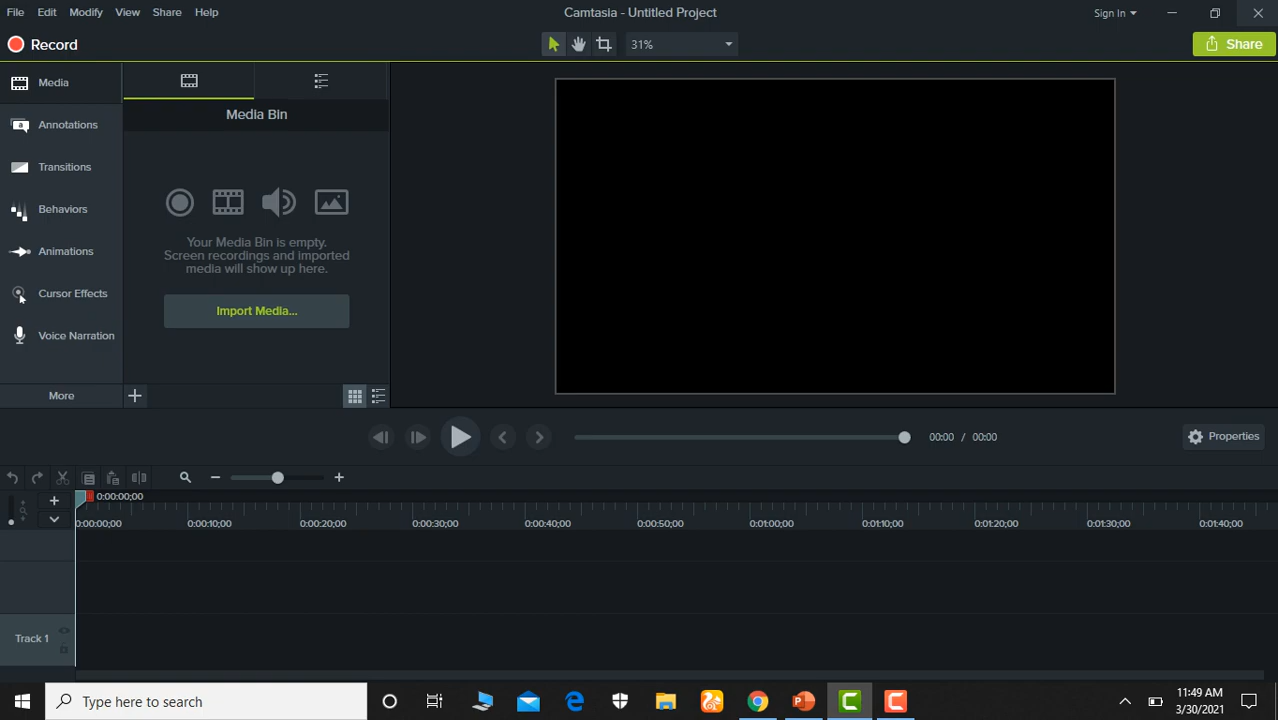 File Edit Modify View Share Help
Camtasia - Untitled Project
Sign In
Record
31%
Share
Media
Annotations
Transitions
Behaviors
Animations
Cursor Effects
Voice Narration
More
Media Bin
Your Media Bin is empty.
Screen recordings and imported
media will show up here.
Import Media...
00:00 / 00:00
Properties
0:00:00;00
0:00:00;00 0:00:10;00 0:00:20;00 0:00:30;00 0:00:40;00 0:00:50;00 0:01:00;00 0:01:10;00 0:01:20;00 0:01:30;00 0:01:40;00
Track 1
Type here to search
11:49 AM
3/30/2021